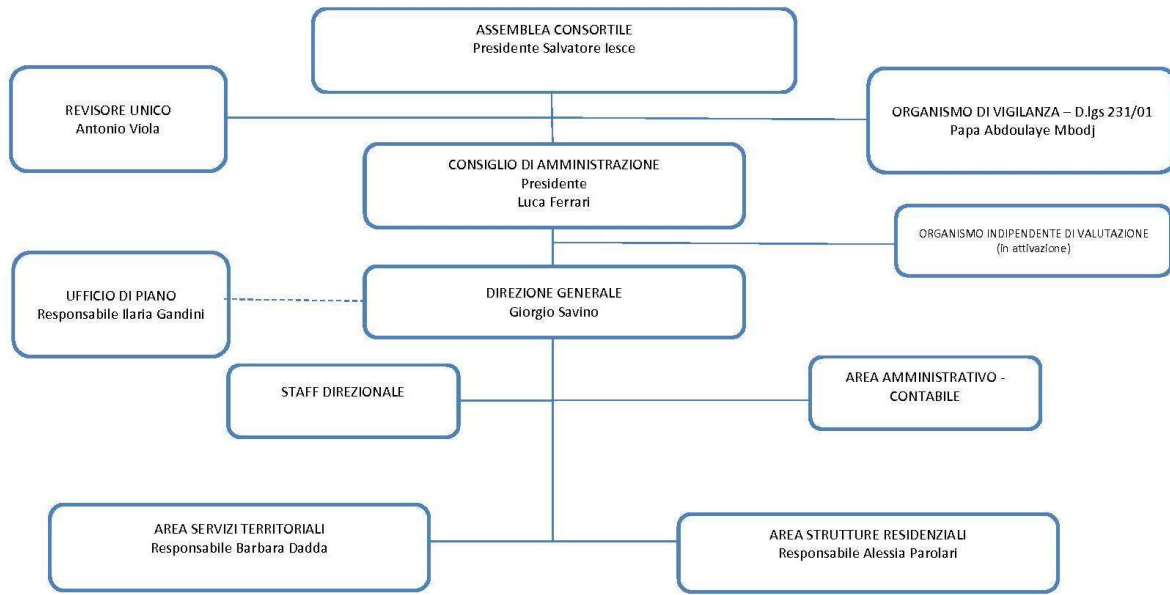 ASSEMBLEA CONSORTILE
Presidente Salvatore Iesce
REVISORE UNICO
Antonio Viola
ORGANISMO DI VIGILANZA – D.lgs 231/01
Papa Abdoulaye Mbodj
CONSIGLIO DI AMMINISTRAZIONE
Presidente
Luca Ferrari
ORGANISMO INDIPENDENTE DI VALUTAZIONE
(in attivazione)
UFFICIO DI PIANO
Responsabile Ilaria Gandini
DIREZIONE GENERALE
Giorgio Savino
STAFF DIREZIONALE
AREA AMMINISTRATIVO -
CONTABILE
AREA SERVIZI TERRITORIALI
Responsabile Barbara Dadda
AREA STRUTTURE RESIDENZIALI
Responsabile Alessia Parolari